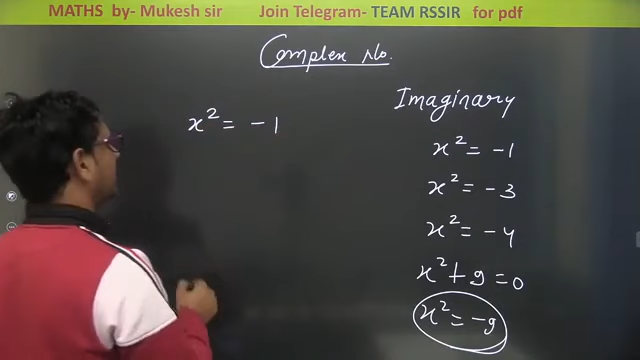 MATHS by- Mukesh sir Join Telegram- TEAM RSSIR for pdf
Complex No.
x² = -1
Imaginary
x² = -1
x² = -3
x² = -4
x² + 9 = 0
x² = -9